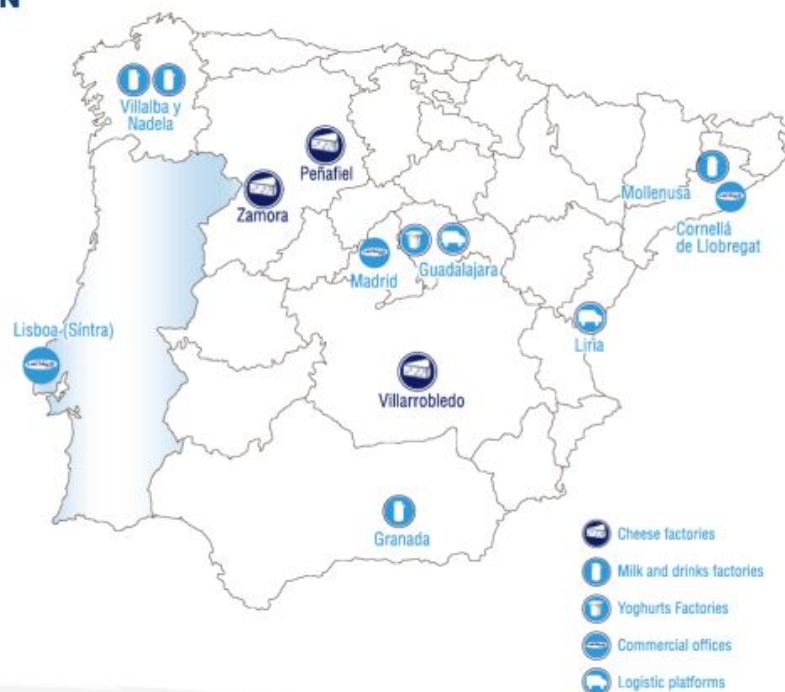 N
Villalba y
Nadela
Peñafiel
Zamora
Mollenusa
Cornellá
de Llobregat
Madrid
Guadalajara
Liria
Lisboa (Síntra)
Villarrobledo
Granada
Cheese factories
Milk and drinks factories
Yoghurts Factories
Commercial offices
Logistic platforms